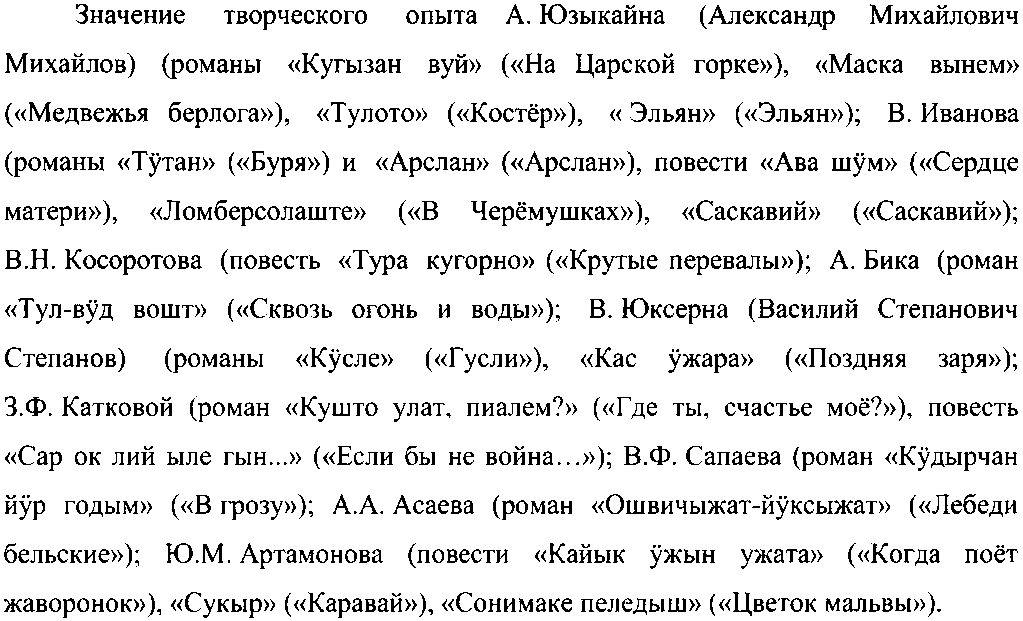 Значение творческого опыта А. Юзыкайна (Александр Михайлович
Михайлов) (романы «Кугызан вуй» («На Царской горке»), «Маска вынем»
(«Медвежья берлога»), «Тулото» («Костёр»), « Эльян» («Эльян»); В. Иванова
(романы «Тӱтан» («Буря») и «Арслан» («Арслан»), повести «Ава шӱм» («Сердце
матери»), «Ломберсолаште» («В Черёмушках»), «Саскавий» («Саскавий»);
В.Н. Косоротова (повесть «Тура кугорно» («Крутые перевалы»); А. Бика (роман
«Тул-вӱд вошт» («Сквозь огонь и воды»); В. Юксерна (Василий Степанович
Степанов) (романы «Кӱсле» («Гусли»), «Кас ӱжара» («Поздняя заря»);
З.Ф. Катковой (роман «Кушто улат, пиалем?» («Где ты, счастье моё?»), повесть
«Сар ок лий ыле гын...» («Если бы не война…»); В.Ф. Сапаева (роман «Кӱдырчан
йӱр годым» («В грозу»); А.А. Асаева (роман «Ошвичыжат-йӱксыжат» («Лебеди
бельские»); Ю.М. Артамонова (повести «Кайык ӱжын ужата» («Когда поёт
жаворонок»), «Сукыр» («Каравай»), «Сонимаке пеледыш» («Цветок мальвы»).